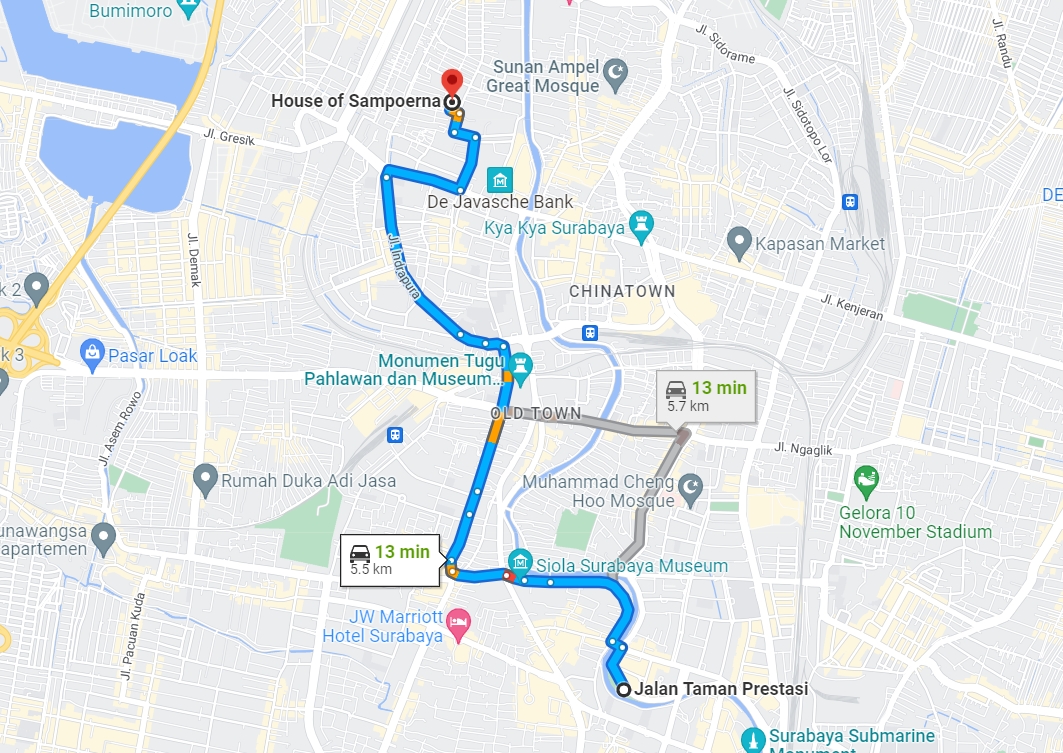 Bumimoro
Jl. Sidorame
Jl. Randu
Sunan Ampel
Great Mosque
House of Sampoerna
Jl. Gresik
Jl. Sidotopo Lor
De Javasche Bank
DE
Kya Kya Surabaya
Kapasan Market
Jl. Demak
Jl. Indrapura
k 2
CHINATOWN
Jl. Kenjeran
k 3
Pasar Loak
Monumen Tugu
Pahlawan dan Museum...
13 min
5.7 km
OLD TOWN
Jl. Asem Rowo
Jl. Ngaglik
Rumah Duka Adi Jasa
Muhammad Cheng
Hoo Mosque
Gelora 10
November Stadium
unawangsa
apartemen
13 min
5.5 km
Siola Surabaya Museum
Jl. Pacuan Kuda
JW Marriott
Hotel Surabaya
Jalan Taman Prestasi
Surabaya Submarine
Monument